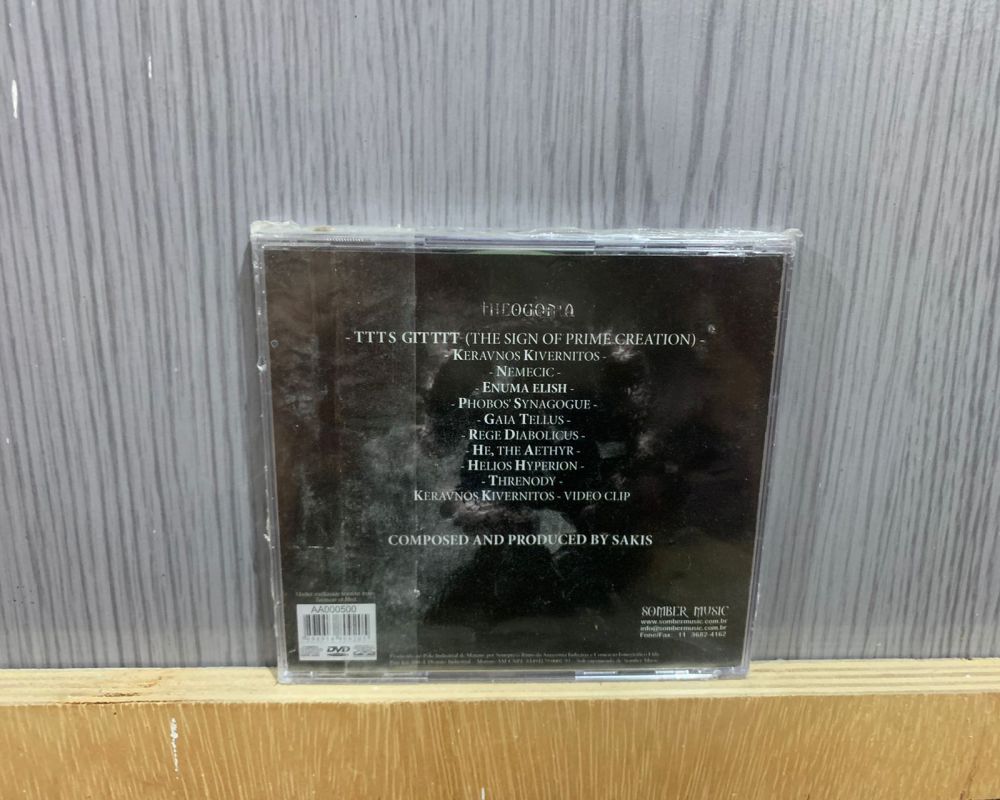 THEOGONIA
- TTTS GITTTT (THE SIGN OF PRIME CREATION) -
- KERAVNOS KIVERNITOS -
- NEMECIC -
- ENUMA ELISH -
- PHOBOS' SYNAGOGUE -
- GAIA TELLUS -
- REGE DIABOLICUS -
- HE, THE AETHYR -
- HELIOS HYPERION -
- THRENODY -
KERAVNOS KIVERNITOS - VIDEO CLIP
COMPOSED AND PRODUCED BY SAKIS
AA000500
DVD
SOMBER MUSIC
www.sombermusic.com.br
info@sombermusic.com.br
Fone/Fax: 11 3682-4162